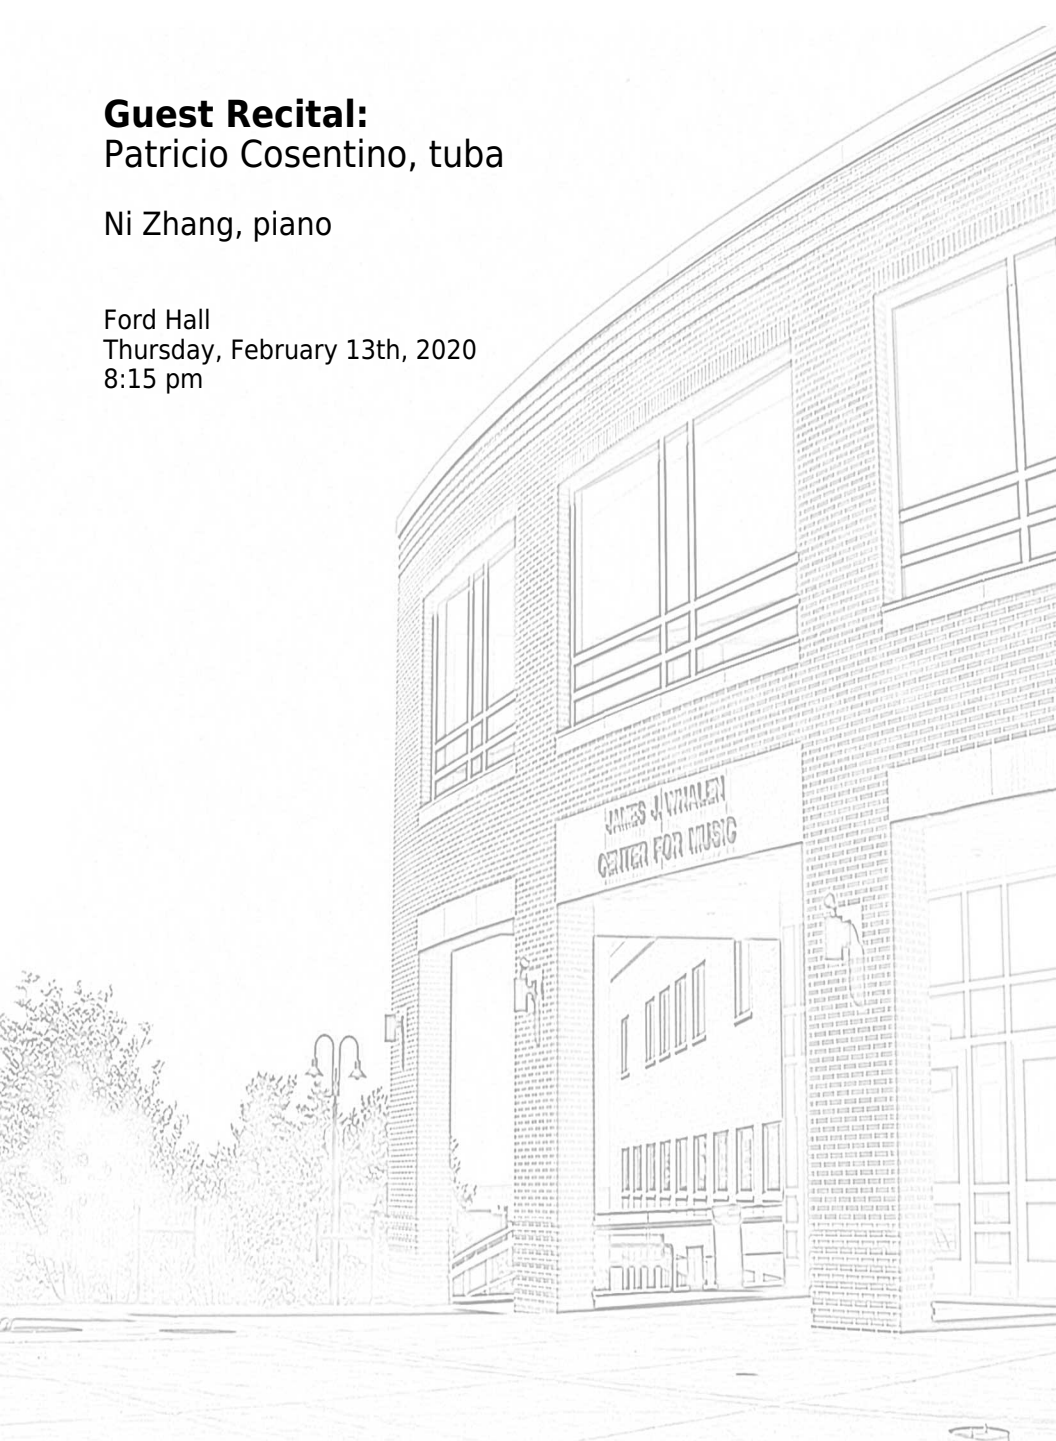 Guest Recital:
Patricio Cosentino, tuba
Ni Zhang, piano
Ford Hall
Thursday, February 13th, 2020
8:15 pm
JAMES J. WHALEN
CENTER FOR MUSIC